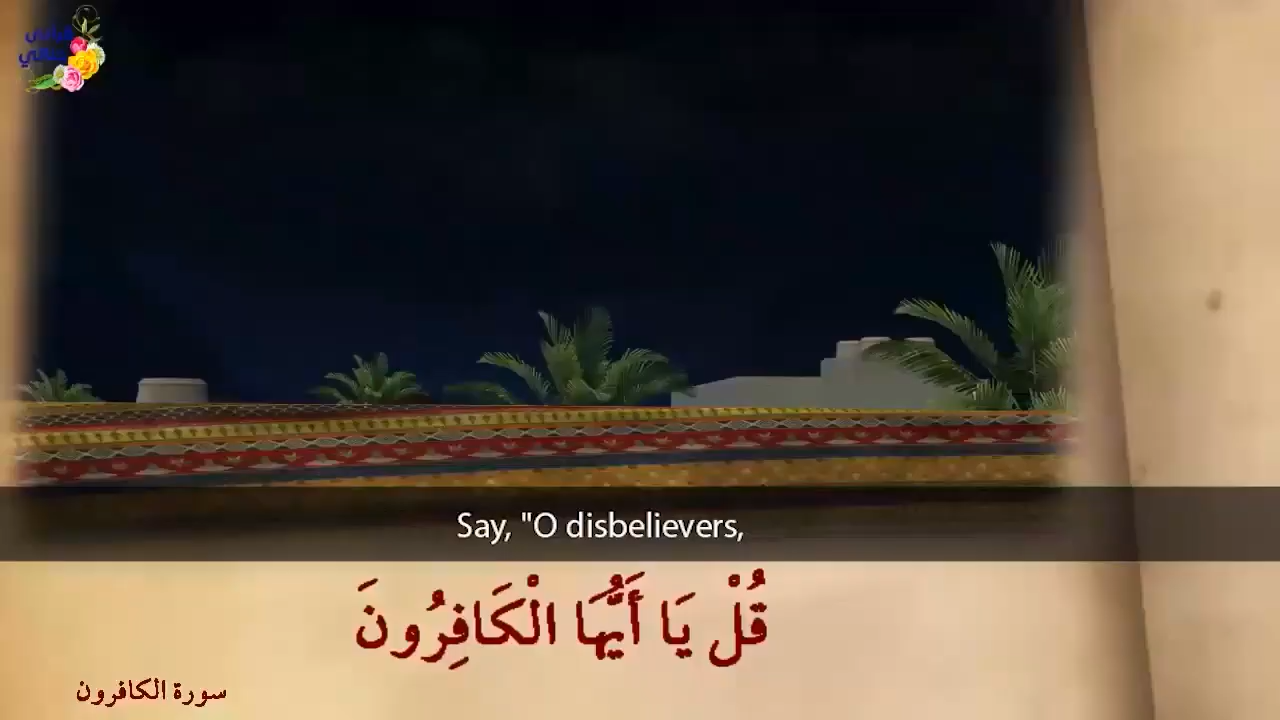 Say, "O disbelievers,
قُلْ يَا أَيُّهَا الْكَافِرُونَ
سورة الكافرون